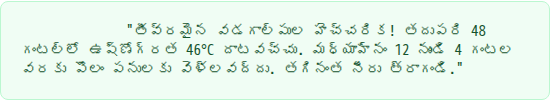 "తీవ్రమైన వడగాల్పుల హెచ్చరిక! తదుపరి 48
గంటల్లో ఉష్ణోగ్రత 46°C దాటవచ్చు. మధ్యాహ్నం 12 నుండి 4 గంటల
వరకు పొలం పనులకు వెళ్లవద్దు. తగినంత నీరు త్రాగండి."